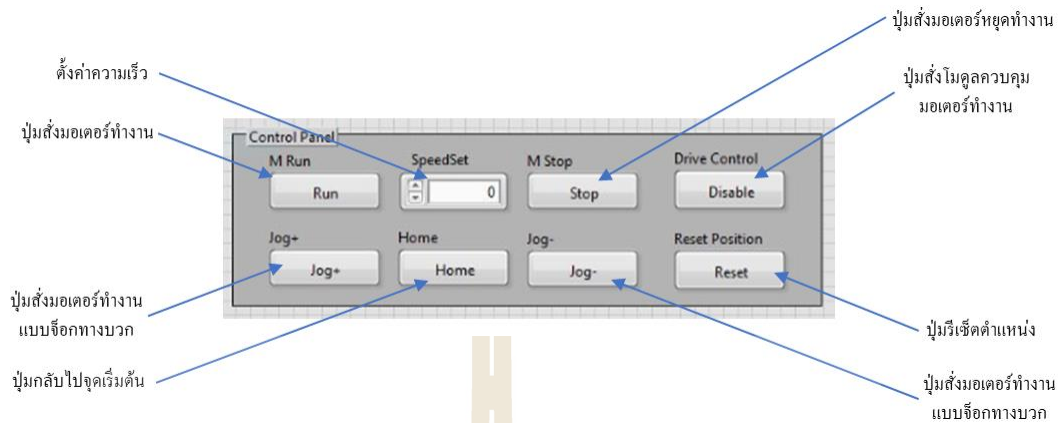 ปุ่มสั่งมอเตอร์หยุดทำงาน
ตั้งค่าความเร็ว
ปุ่มสั่งโมดูลควบคุม
มอเตอร์ทำงาน
ปุ่มสั่งมอเตอร์ทำงาน
Control Panel
M Run
SpeedSet
M Stop
Drive Control
Run
0
Stop
Disable
Jog+
Home
Jog-
Reset Position
Jog+
Home
Jog-
Reset
ปุ่มสั่งมอเตอร์ทำงาน
แบบจ็อกทางบวก
ปุ่มรีเซ็ตตำแหน่ง
ปุ่มกลับไปจุดเริ่มต้น
ปุ่มสั่งมอเตอร์ทำงาน
แบบจ็อกทางบวก